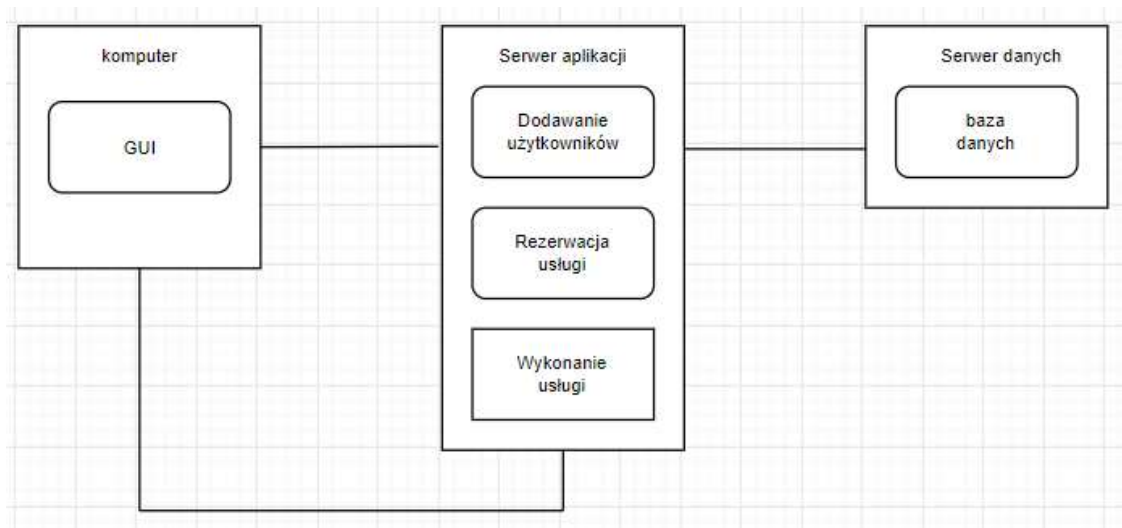 komputer
GUI
Serwer aplikacji
Dodawanie
użytkowników
Rezerwacja
usługi
Wykonanie
usługi
Serwer danych
baza
danych